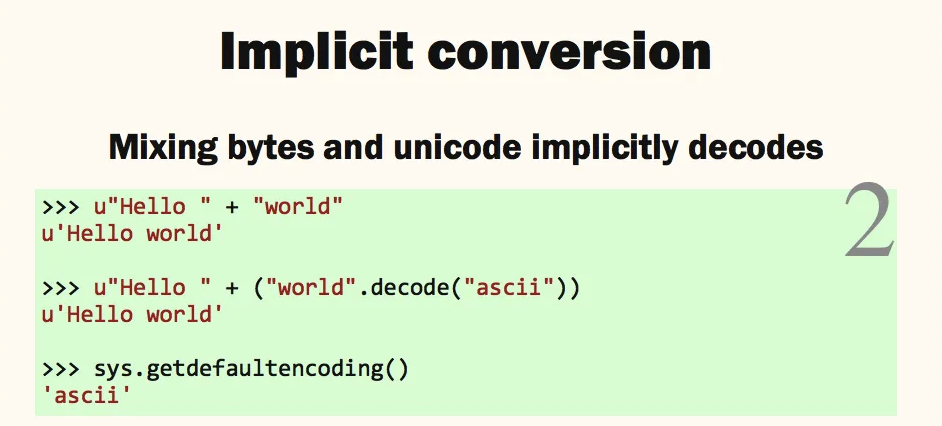 Implicit conversion
Mixing bytes and unicode implicitly decodes
2
>>> u"Hello " + "world"
u'Hello world'
>>> u"Hello " + ("world".decode("ascii"))
u'Hello world'
>>> sys.getdefaultencoding()
'ascii'